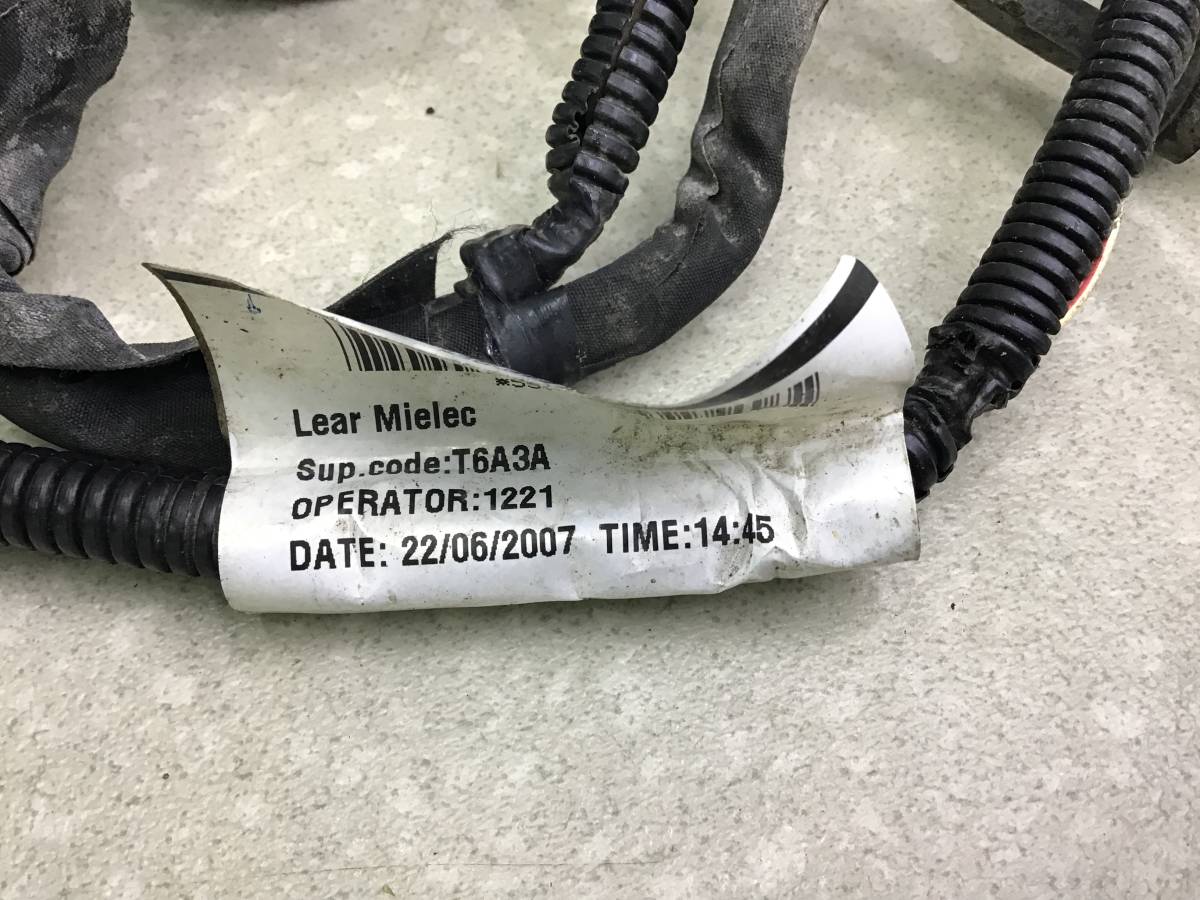 Lear Mielec
Sup.code:T6A3A
OPERATOR:1221
DATE: 22/06/2007 TIME:14:45